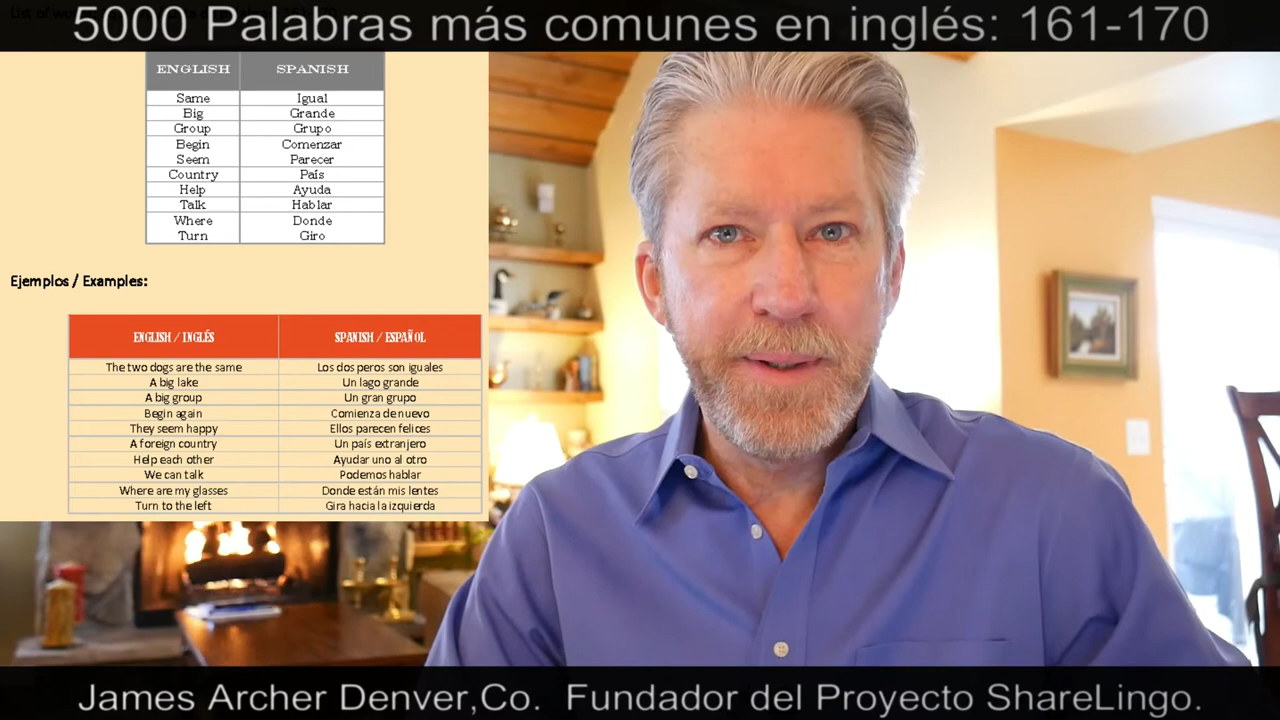 5000 Palabras más comunes en inglés: 161-170
ENGLISH SPANISH
Same Igual
Big Grande
Group Grupo
Begin Comenzar
Seem Parecer
Country País
Help Ayuda
Talk Hablar
Where Donde
Turn Giro
Ejemplos / Examples:
ENGLISH / INGLÉS SPANISH / ESPAÑOL
The two dogs are the same Los dos peros son iguales
A big lake Un lago grande
A big group Un gran grupo
Begin again Comienza de nuevo
They seem happy Ellos parecen felices
A foreign country Un país extranjero
Help each other Ayudar uno al otro
We can talk Podemos hablar
Where are my glasses Donde están mis lentes
Turn to the left Gira hacia la izquierda
James Archer Denver,Co. Fundador del Proyecto ShareLingo.